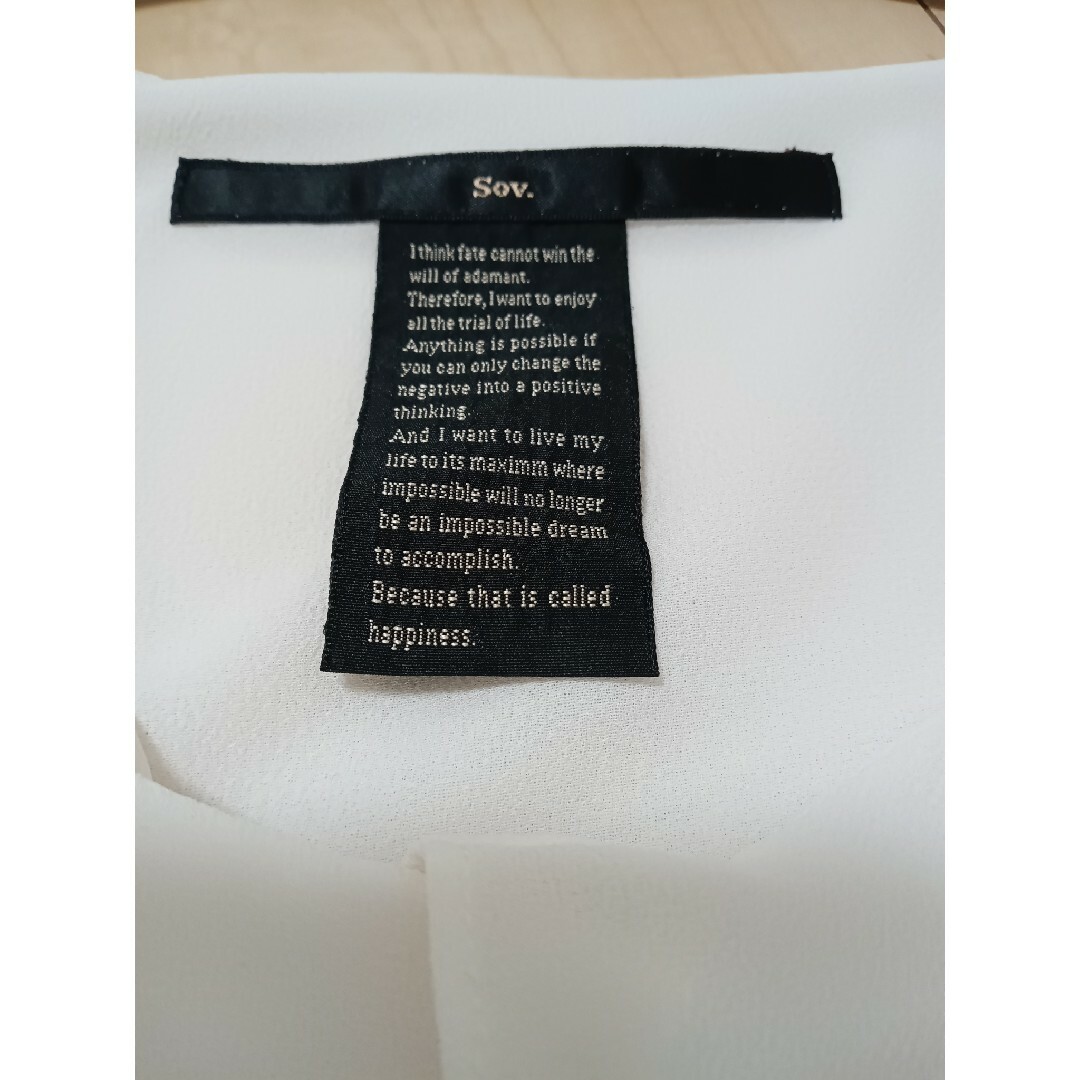 Sov.
I think fate cannot win the
will of adamant.
Therefore, I want to enjoy
all the trial of life.
Anything is possible if
you can only change the
negative into a positive
thinking.
And I want to live my
life to its maximm where
impossible will no longer
be an impossible dream
to accomplish.
Because that is called
happiness.